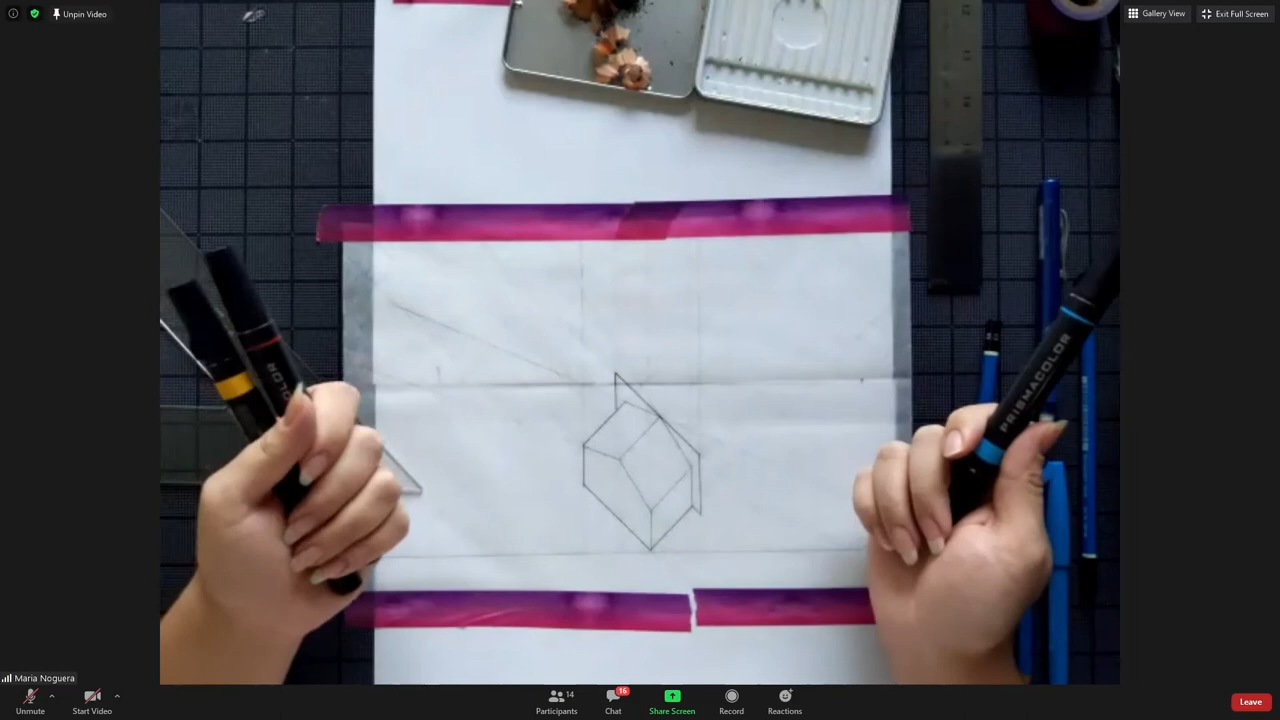 Unpin Video
Gallery View
Exit Full Screen
PRISMACOLOR
Maria Noguera
Unmute
Start Video
14
Participants
16
Chat
Share Screen
Record
Reactions
Leave